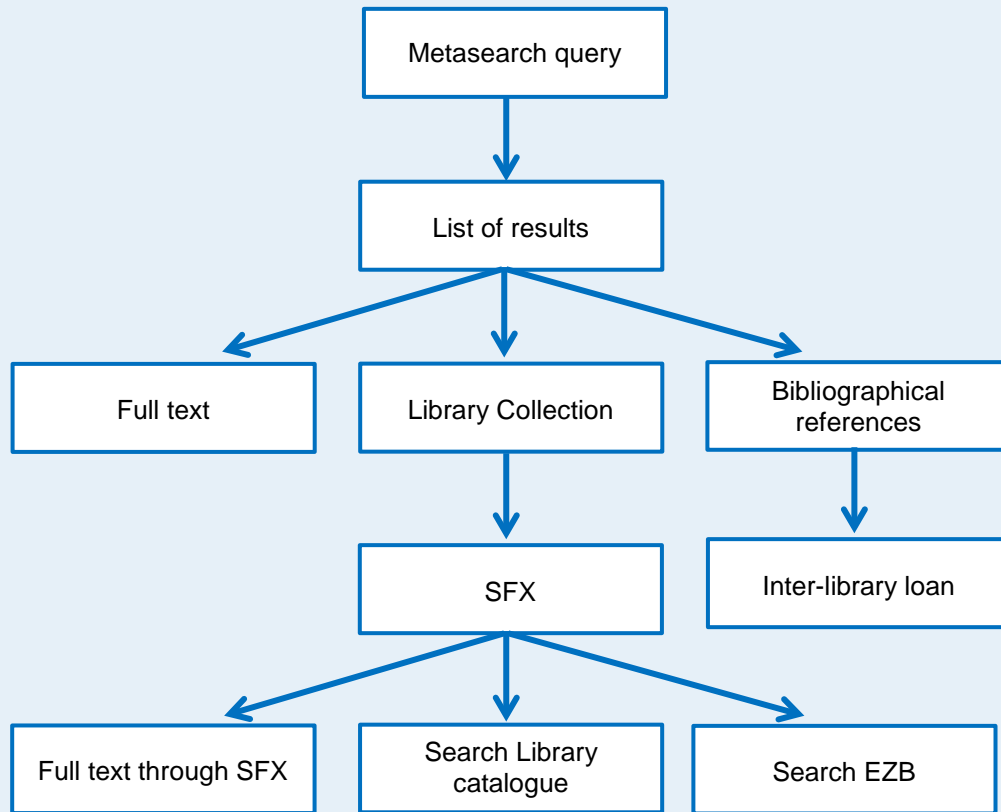 Metasearch query
List of results
Full text
Library Collection
Bibliographical
references
SFX
Inter-library loan
Full text through SFX
Search Library
catalogue
Search EZB